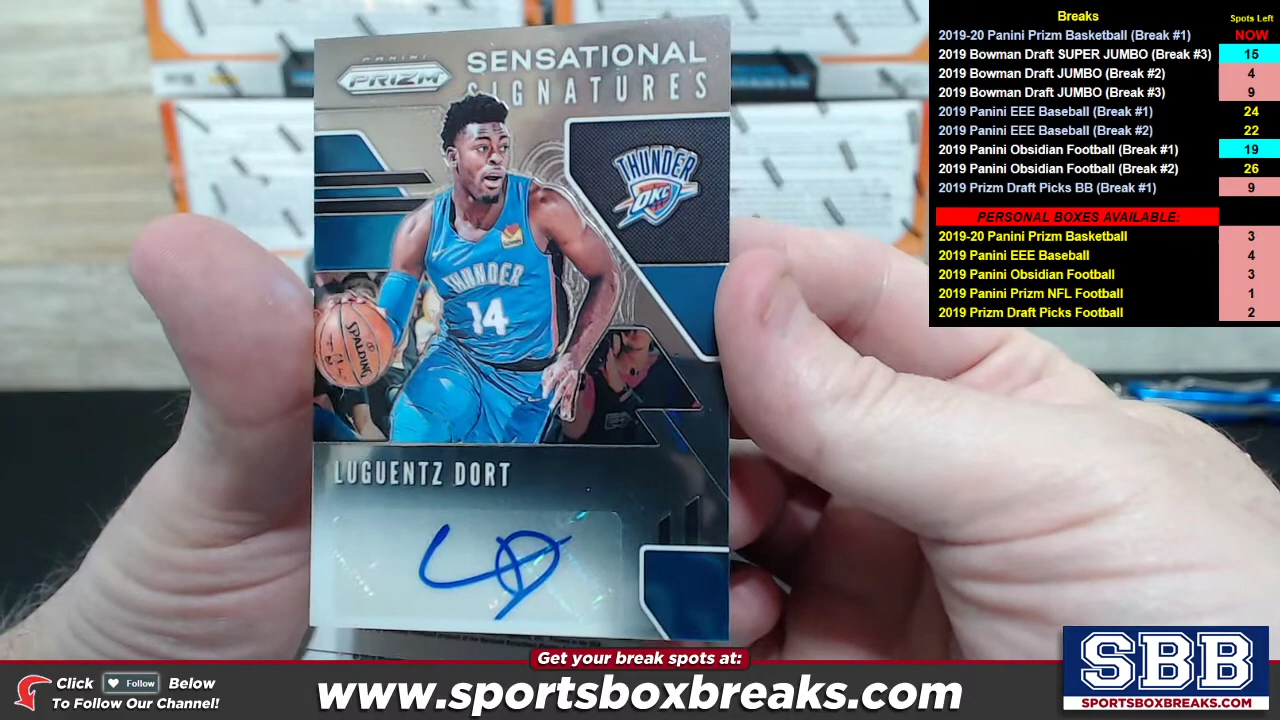 PANINI
PRIZM
SENSATIONAL
SIGNATURES
THUNDER
OKC
THUNDER
14
SPALDING
LUGUENTZ DORT
LD
Breaks
Spots Left
2019-20 Panini Prizm Basketball (Break #1) NOW
2019 Bowman Draft SUPER JUMBO (Break #3) 15
2019 Bowman Draft JUMBO (Break #2) 4
2019 Bowman Draft JUMBO (Break #3) 9
2019 Panini EEE Baseball (Break #1) 24
2019 Panini EEE Baseball (Break #2) 22
2019 Panini Obsidian Football (Break #1) 19
2019 Panini Obsidian Football (Break #2) 26
2019 Prizm Draft Picks BB (Break #1) 9
PERSONAL BOXES AVAILABLE:
2019-20 Panini Prizm Basketball 3
2019 Panini EEE Baseball 4
2019 Panini Obsidian Football 3
2019 Panini Prizm NFL Football 1
2019 Prizm Draft Picks Football 2
Get your break spots at:
Click Follow Below
To Follow Our Channel!
www.sportsboxbreaks.com
SBB
SPORTSBOXBREAKS.COM